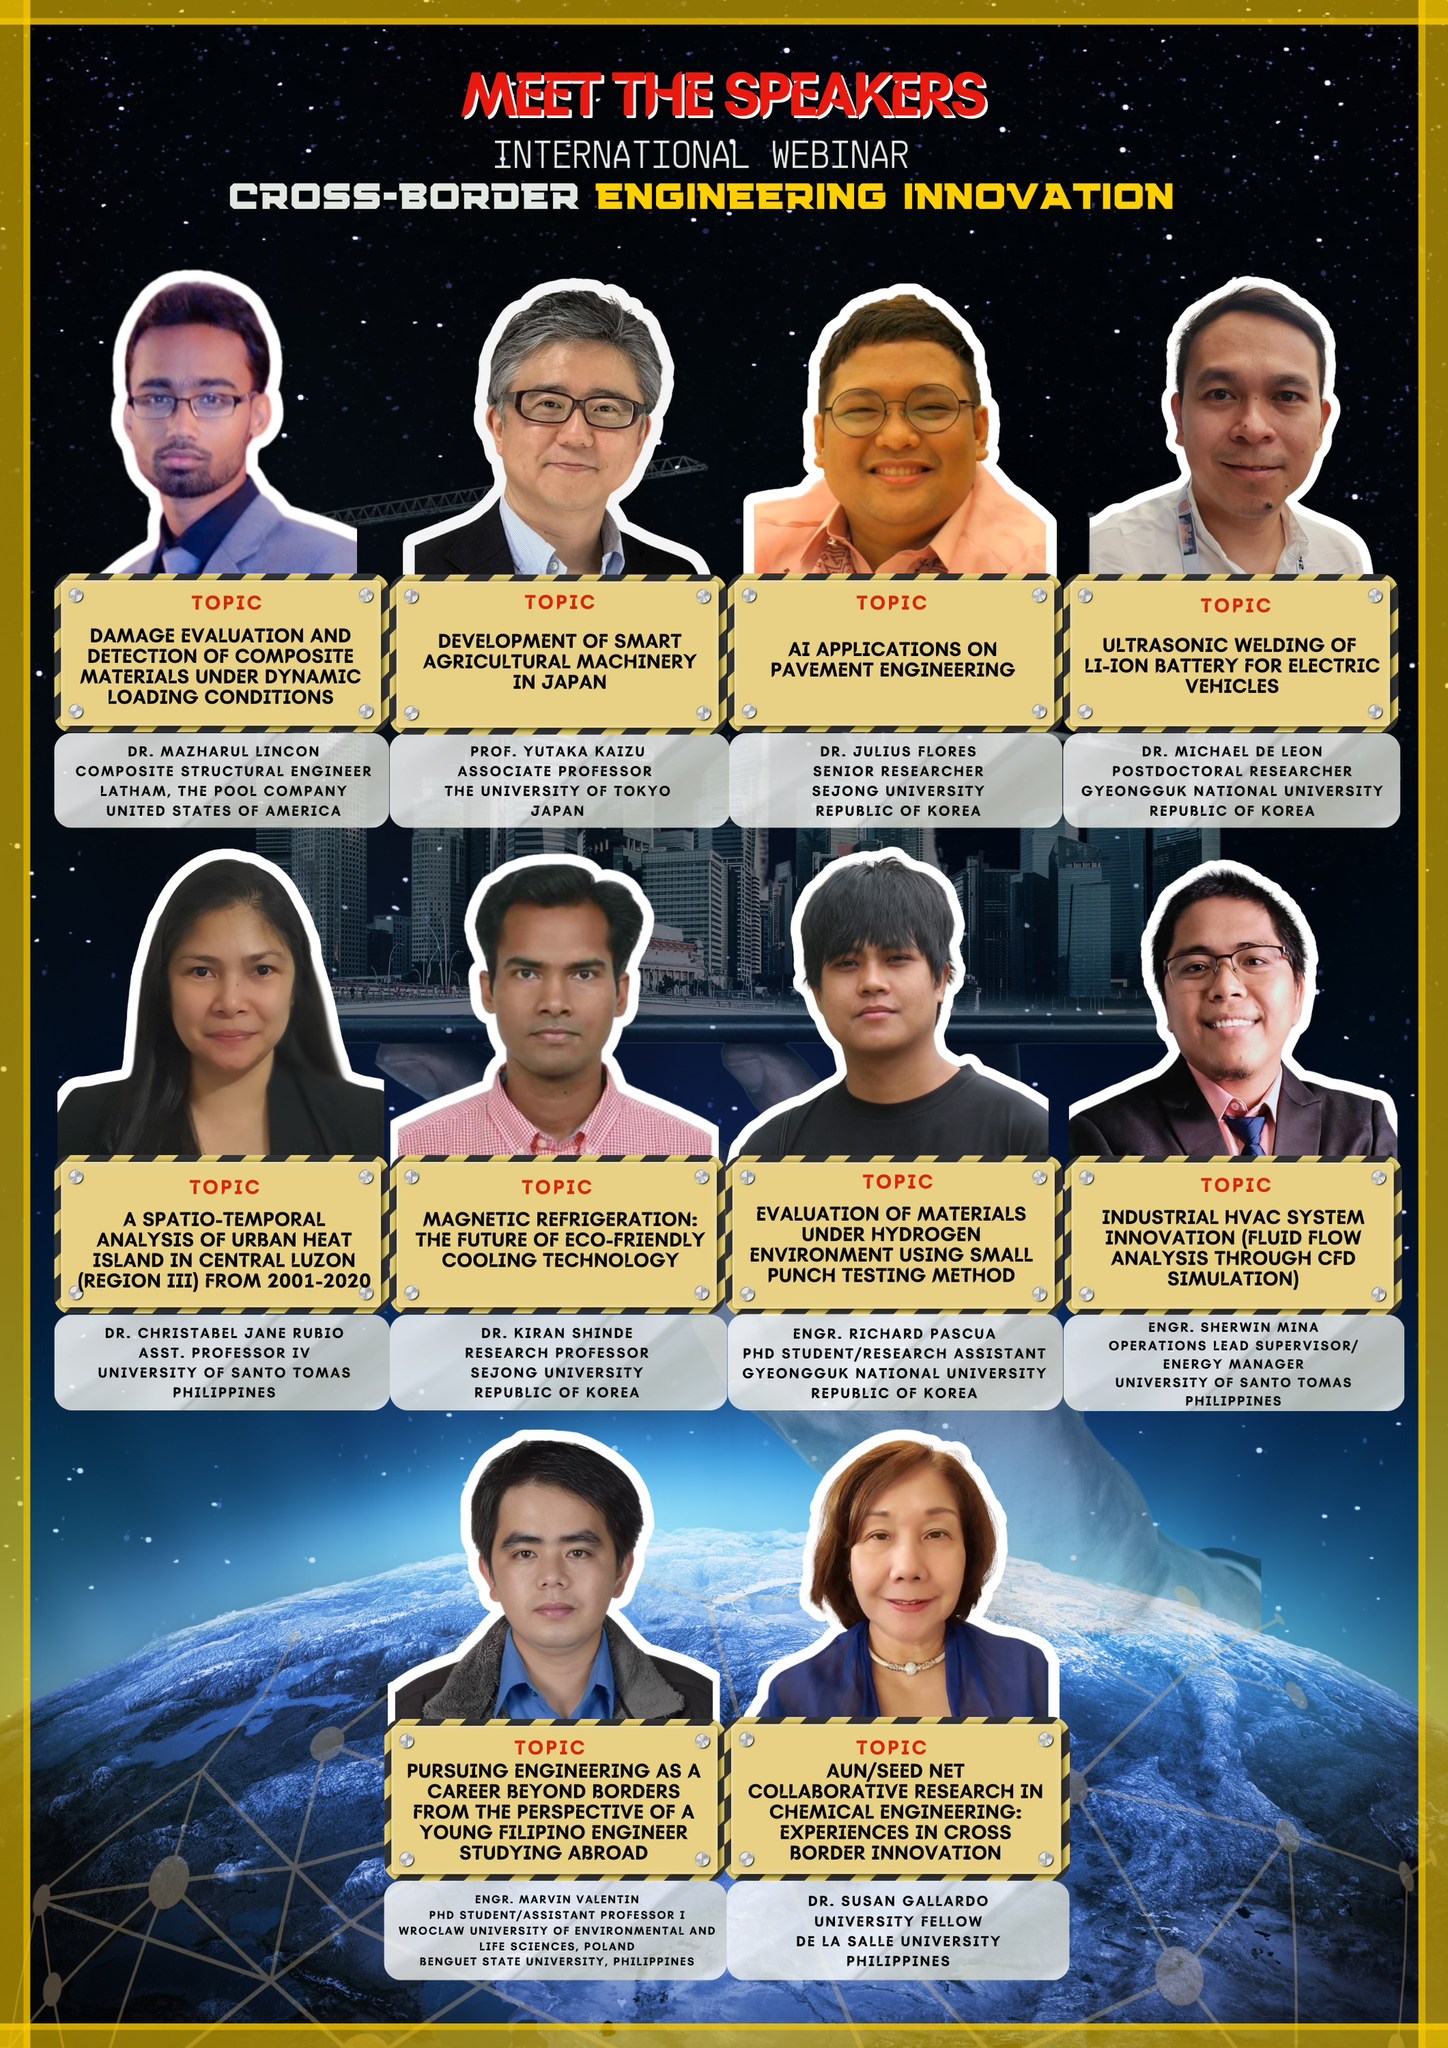 MEET THE SPEAKERS
INTERNATIONAL WEBINAR
CROSS-BORDER ENGINEERING INNOVATION
TOPIC
DAMAGE EVALUATION AND
DETECTION OF COMPOSITE
MATERIALS UNDER DYNAMIC
LOADING CONDITIONS
DR. MAZHARUL LINCON
COMPOSITE STRUCTURAL ENGINEER
LATHAM, THE POOL COMPANY
UNITED STATES OF AMERICA
TOPIC
DEVELOPMENT OF SMART
AGRICULTURAL MACHINERY
IN JAPAN
PROF. YUTAKA KAIZU
ASSOCIATE PROFESSOR
THE UNIVERSITY OF TOKYO
JAPAN
TOPIC
AI APPLICATIONS ON
PAVEMENT ENGINEERING
DR. JULIUS FLORES
SENIOR RESEARCHER
SEJONG UNIVERSITY
REPUBLIC OF KOREA
TOPIC
ULTRASONIC WELDING OF
LI-ION BATTERY FOR ELECTRIC
VEHICLES
DR. MICHAEL DE LEON
POSTDOCTORAL RESEARCHER
GYEONGGUK NATIONAL UNIVERSITY
REPUBLIC OF KOREA
TOPIC
A SPATIO-TEMPORAL
ANALYSIS OF URBAN HEAT
ISLAND IN CENTRAL LUZON
(REGION III) FROM 2001-2020
DR. CHRISTABEL JANE RUBIO
ASST. PROFESSOR IV
UNIVERSITY OF SANTO TOMAS
PHILIPPINES
TOPIC
MAGNETIC REFRIGERATION:
THE FUTURE OF ECO-FRIENDLY
COOLING TECHNOLOGY
DR. KIRAN SHINDE
RESEARCH PROFESSOR
SEJONG UNIVERSITY
REPUBLIC OF KOREA
TOPIC
EVALUATION OF MATERIALS
UNDER HYDROGEN
ENVIRONMENT USING SMALL
PUNCH TESTING METHOD
ENGR. RICHARD PASCUA
PHD STUDENT/RESEARCH ASSISTANT
GYEONGGUK NATIONAL UNIVERSITY
REPUBLIC OF KOREA
TOPIC
INDUSTRIAL HVAC SYSTEM
INNOVATION (FLUID FLOW
ANALYSIS THROUGH CFD
SIMULATION)
ENGR. SHERWIN MINA
OPERATIONS LEAD SUPERVISOR/
ENERGY MANAGER
UNIVERSITY OF SANTO TOMAS
PHILIPPINES
TOPIC
PURSUING ENGINEERING AS A
CAREER BEYOND BORDERS
FROM THE PERSPECTIVE OF A
YOUNG FILIPINO ENGINEER
STUDYING ABROAD
ENGR. MARVIN VALENTIN
PHD STUDENT/ASSISTANT PROFESSOR I
WROCLAW UNIVERSITY OF ENVIRONMENTAL AND
LIFE SCIENCES, POLAND
BENGUET STATE UNIVERSITY, PHILIPPINES
TOPIC
AUN/SEED NET
COLLABORATIVE RESEARCH IN
CHEMICAL ENGINEERING:
EXPERIENCES IN CROSS
BORDER INNOVATION
DR. SUSAN GALLARDO
UNIVERSITY FELLOW
DE LA SALLE UNIVERSITY
PHILIPPINES